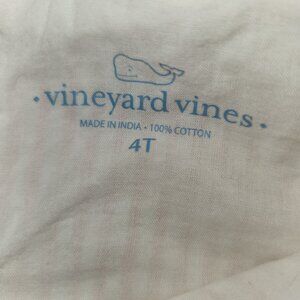 • vineyard vines •
MADE IN INDIA • 100% COTTON
4T